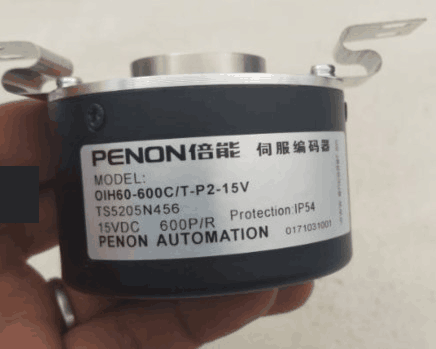 PENON倍能 伺服编码器
MODEL:
OIH60-600C/T-P2-15V
TS5205N456
15VDC 600P/R Protection:IP54
PENON AUTOMATION 0171031001